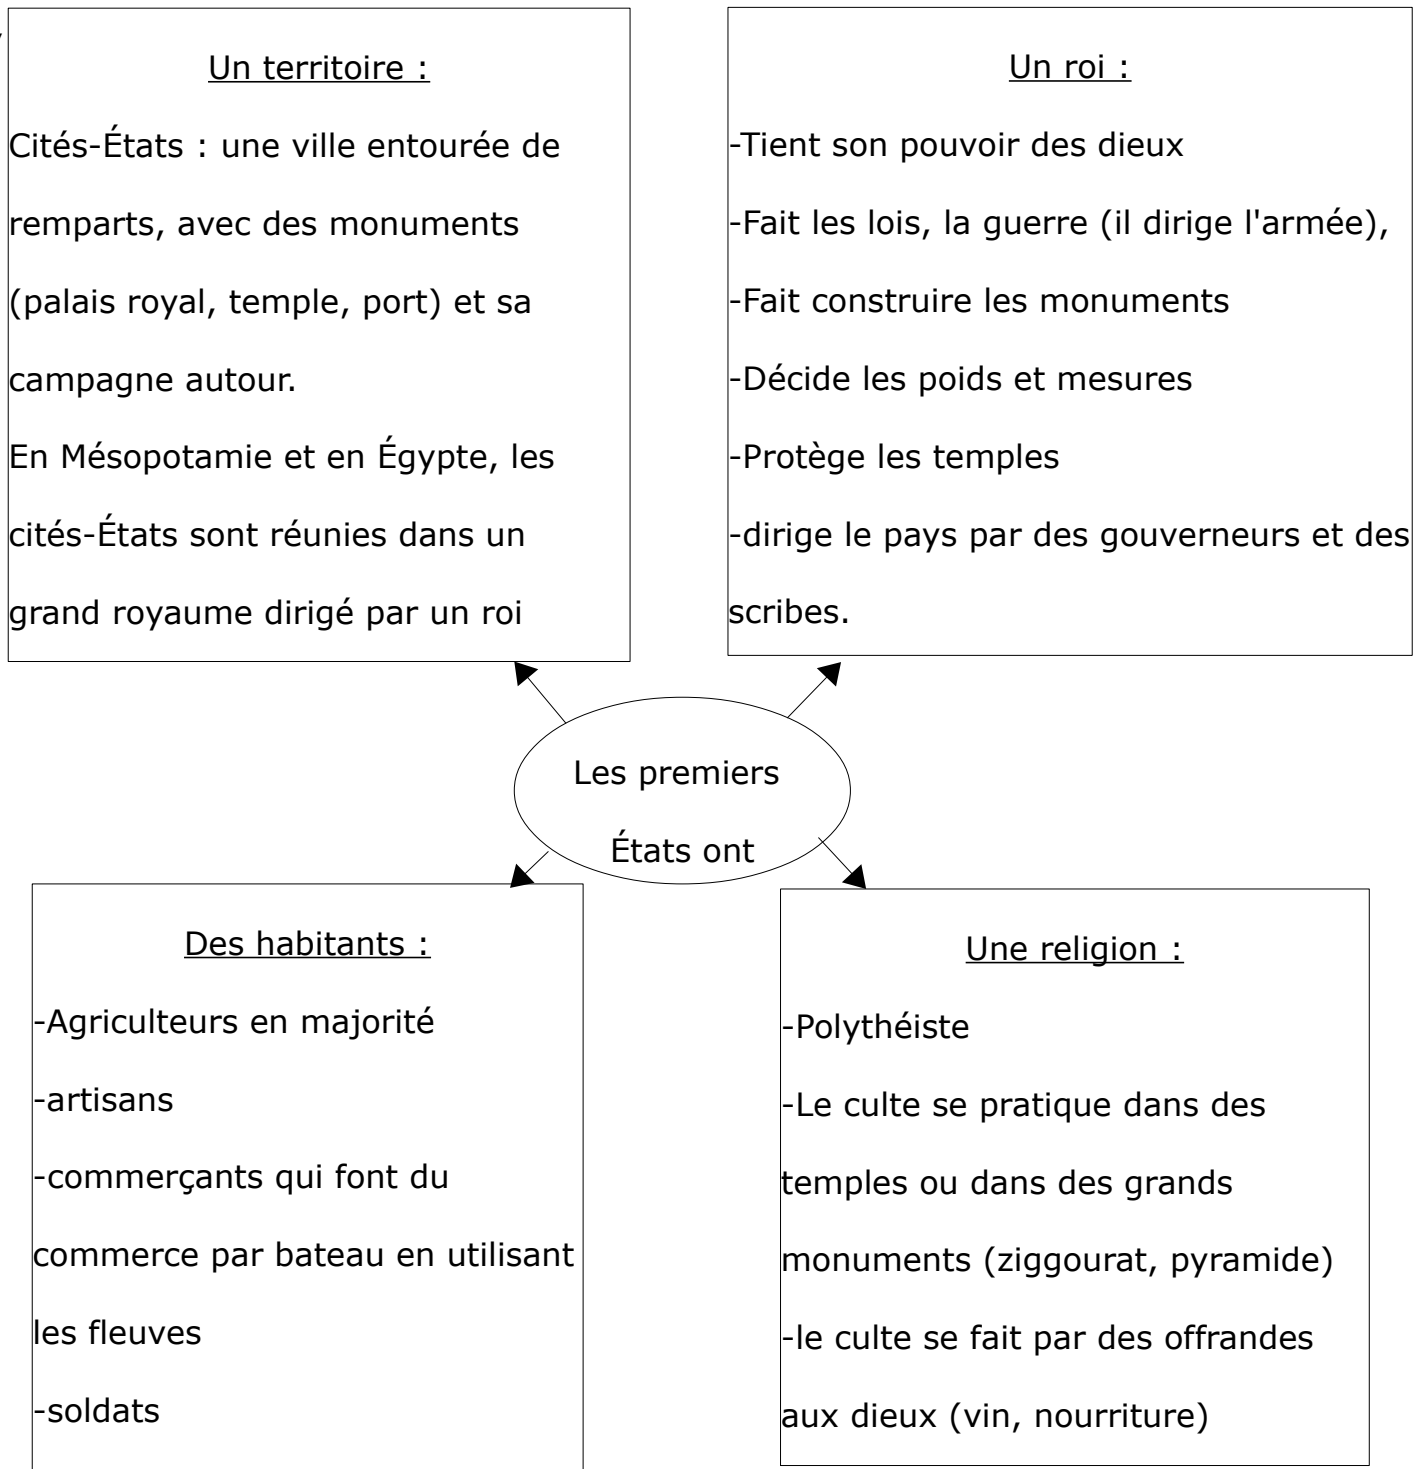 Un territoire :
Cités-États : une ville entourée de
remparts, avec des monuments
(palais royal, temple, port) et sa
campagne autour.
En Mésopotamie et en Égypte, les
cités-États sont réunies dans un
grand royaume dirigé par un roi
Un roi :
-Tient son pouvoir des dieux
-Fait les lois, la guerre (il dirige l'armée),
-Fait construire les monuments
-Décide les poids et mesures
-Protège les temples
-dirige le pays par des gouverneurs et des
scribes.
Les premiers
États ont
Des habitants :
-Agriculteurs en majorité
-artisans
-commerçants qui font du
commerce par bateau en utilisant
les fleuves
-soldats
Une religion :
-Polythéiste
-Le culte se pratique dans des
temples ou dans des grands
monuments (ziggourat, pyramide)
-le culte se fait par des offrandes
aux dieux (vin, nourriture)